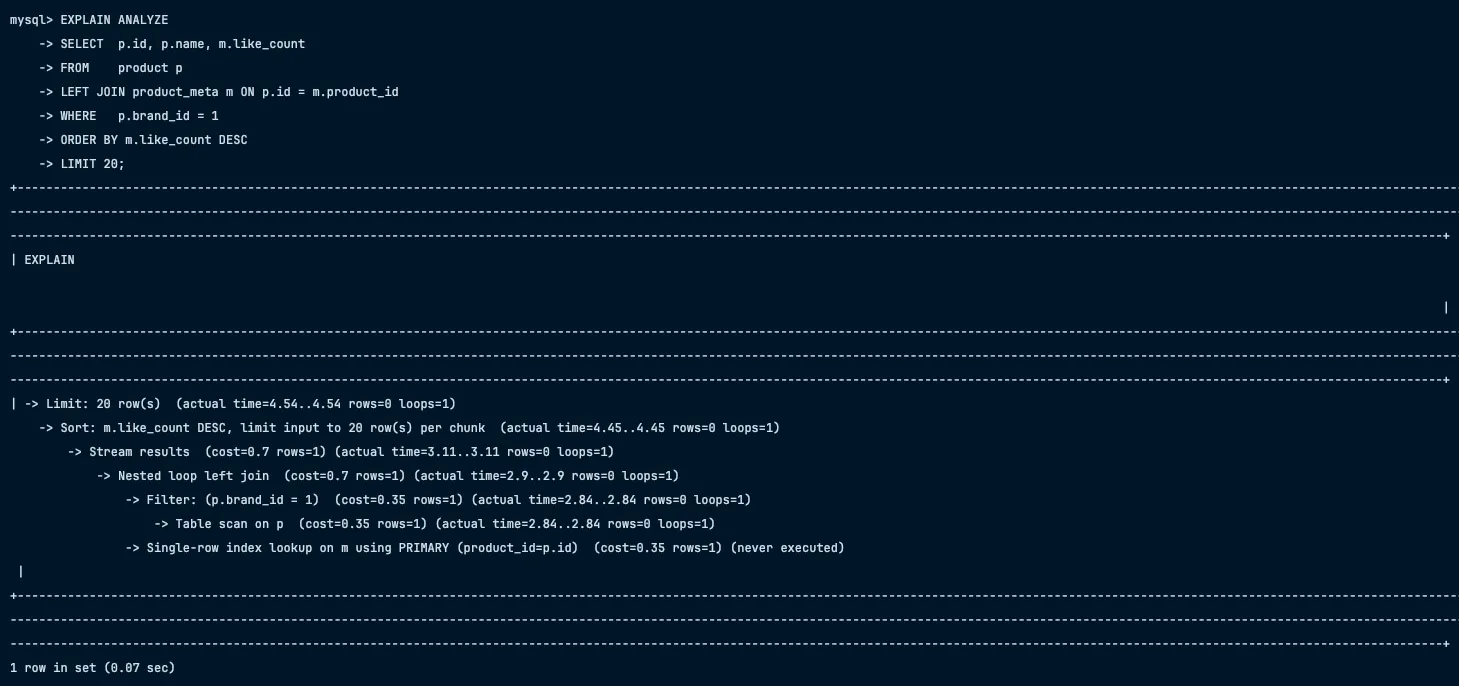 mysql> EXPLAIN ANALYZE
    -> SELECT  p.id, p.name, m.like_count
    -> FROM    product p
    -> LEFT JOIN product_meta m ON p.id = m.product_id
    -> WHERE   p.brand_id = 1
    -> ORDER BY m.like_count DESC
    -> LIMIT 20;
| EXPLAIN
|
| -> Limit: 20 row(s)  (actual time=4.54..4.54 rows=0 loops=1)
    -> Sort: m.like_count DESC, limit input to 20 row(s) per chunk  (actual time=4.45..4.45 rows=0 loops=1)
        -> Stream results  (cost=0.7 rows=1) (actual time=3.11..3.11 rows=0 loops=1)
            -> Nested loop left join  (cost=0.7 rows=1) (actual time=2.9..2.9 rows=0 loops=1)
                -> Filter: (p.brand_id = 1)  (cost=0.35 rows=1) (actual time=2.84..2.84 rows=0 loops=1)
                    -> Table scan on p  (cost=0.35 rows=1) (actual time=2.84..2.84 rows=0 loops=1)
                -> Single-row index lookup on m using PRIMARY (product_id=p.id)  (cost=0.35 rows=1) (never executed)
 |
1 row in set (0.07 sec)